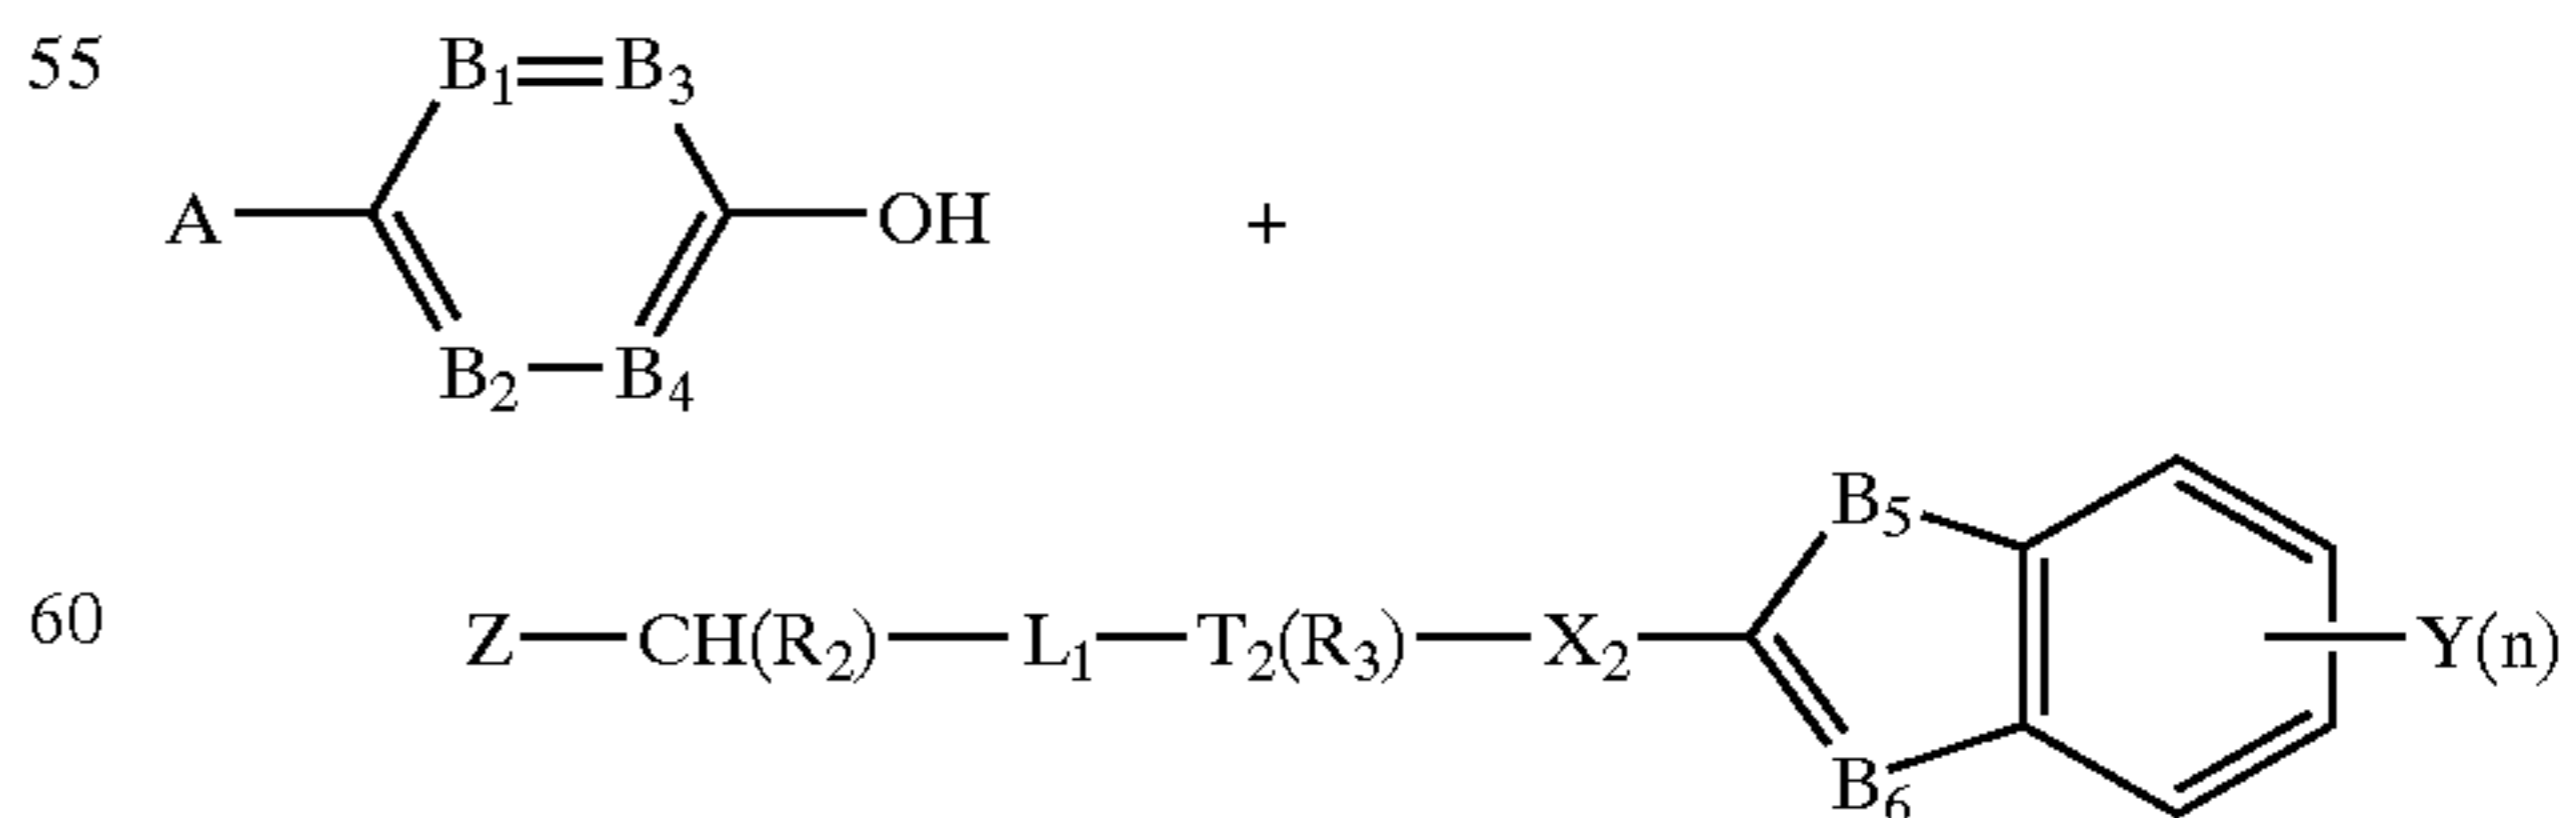 55 B₁ B₃
A OH +
B₂ B₄
B₅
60 Z CH(R₂) L₁ T₂(R₃) X₂ Y(n)
B₆